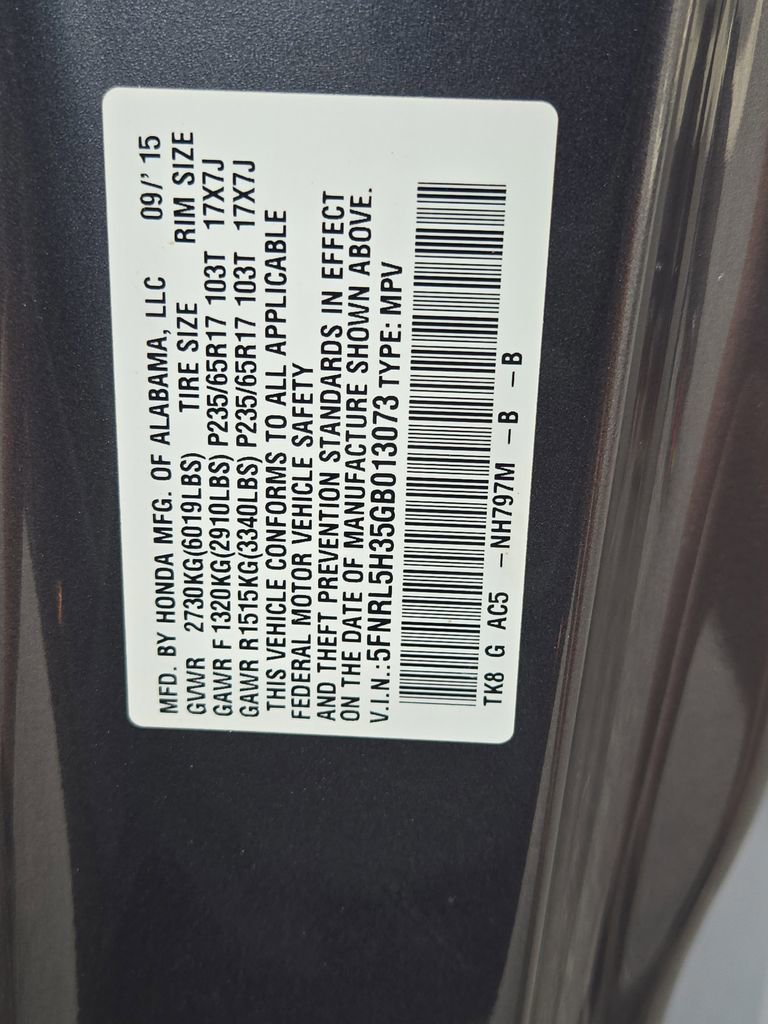 MFD. BY HONDA MFG. OF ALABAMA, LLC 09/' 15
GVWR 2730KG(6019LBS) TIRE SIZE RIM SIZE
GAWR F 1320KG(2910LBS) P235/65R17 103T 17X7J
GAWR R1515KG(3340LBS) P235/65R17 103T 17X7J
THIS VEHICLE CONFORMS TO ALL APPLICABLE
FEDERAL MOTOR VEHICLE SAFETY
AND THEFT PREVENTION STANDARDS IN EFFECT
ON THE DATE OF MANUFACTURE SHOWN ABOVE.
V.I.N.:5FNRL5H35GB013073 TYPE: MPV
TK8 G AC5 -NH797M -B -B